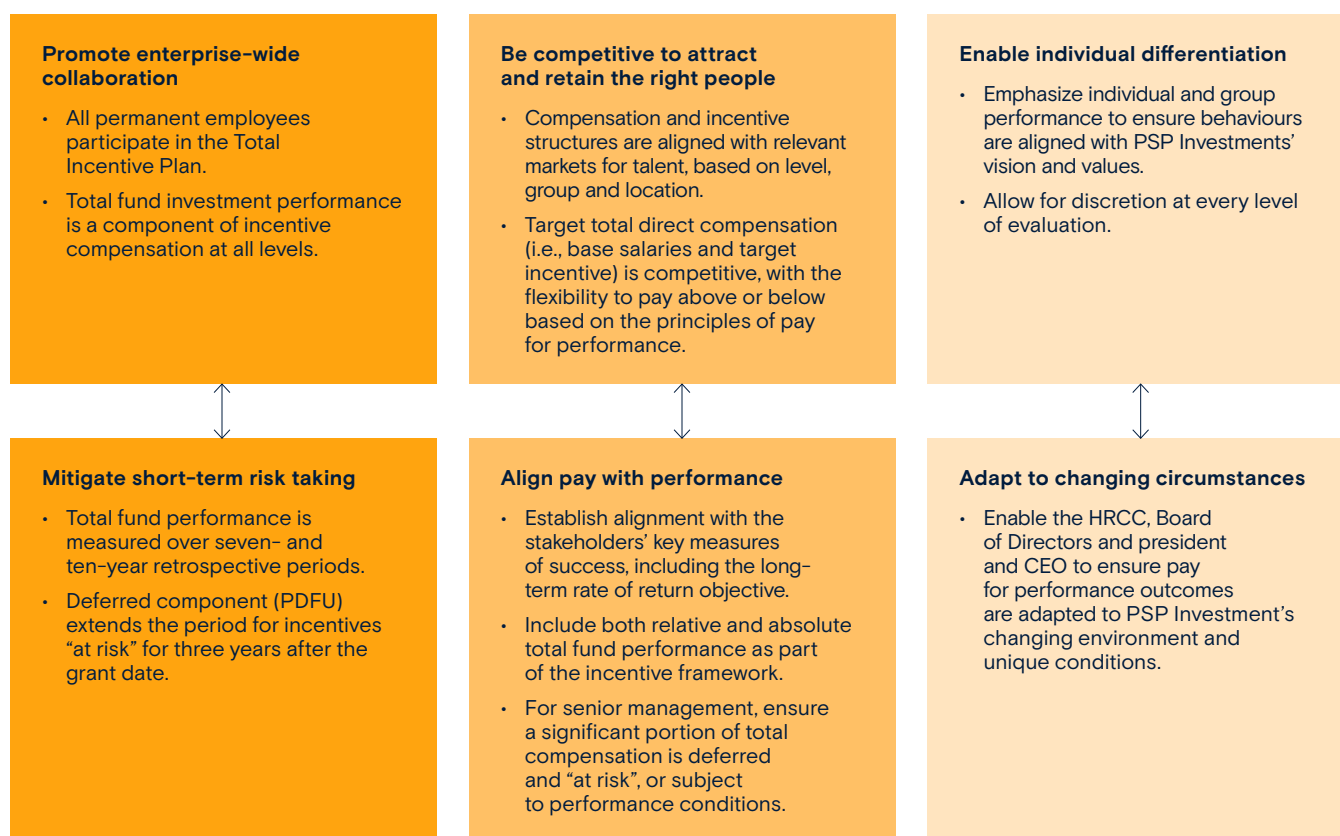 Promote enterprise-wide
collaboration
• All permanent employees
participate in the Total
Incentive Plan.
• Total fund investment performance
is a component of incentive
compensation at all levels.
Be competitive to attract
and retain the right people
• Compensation and incentive
structures are aligned with relevant
markets for talent, based on level,
group and location.
• Target total direct compensation
(i.e., base salaries and target
incentive) is competitive, with the
flexibility to pay above or below
based on the principles of pay
for performance.
Enable individual differentiation
• Emphasize individual and group
performance to ensure behaviours
are aligned with PSP Investments’
vision and values.
• Allow for discretion at every level
of evaluation.
Mitigate short-term risk taking
• Total fund performance is
measured over seven- and
ten-year retrospective periods.
• Deferred component (PDFU)
extends the period for incentives
“at risk” for three years after the
grant date.
Align pay with performance
• Establish alignment with the
stakeholders’ key measures
of success, including the long-
term rate of return objective.
• Include both relative and absolute
total fund performance as part
of the incentive framework.
• For senior management, ensure
a significant portion of total
compensation is deferred
and “at risk”, or subject
to performance conditions.
Adapt to changing circumstances
• Enable the HRCC, Board
of Directors and president
and CEO to ensure pay
for performance outcomes
are adapted to PSP Investment’s
changing environment and
unique conditions.